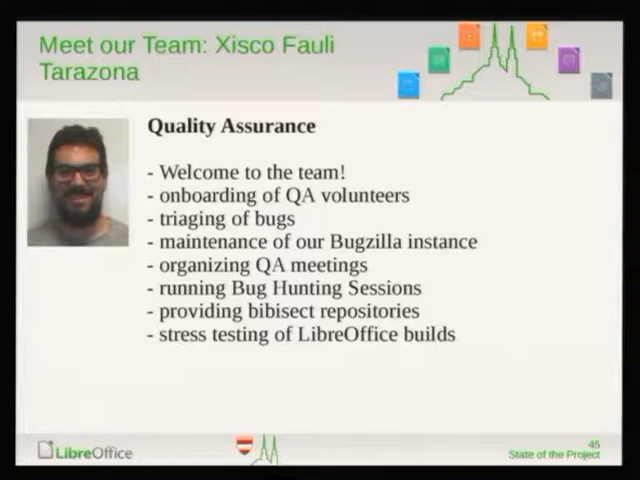 Meet our Team: Xisco Fauli
Tarazona
Quality Assurance
- Welcome to the team!
- onboarding of QA volunteers
- triaging of bugs
- maintenance of our Bugzilla instance
- organizing QA meetings
- running Bug Hunting Sessions
- providing bibisect repositories
- stress testing of LibreOffice builds
LibreOffice
45
State of the Project